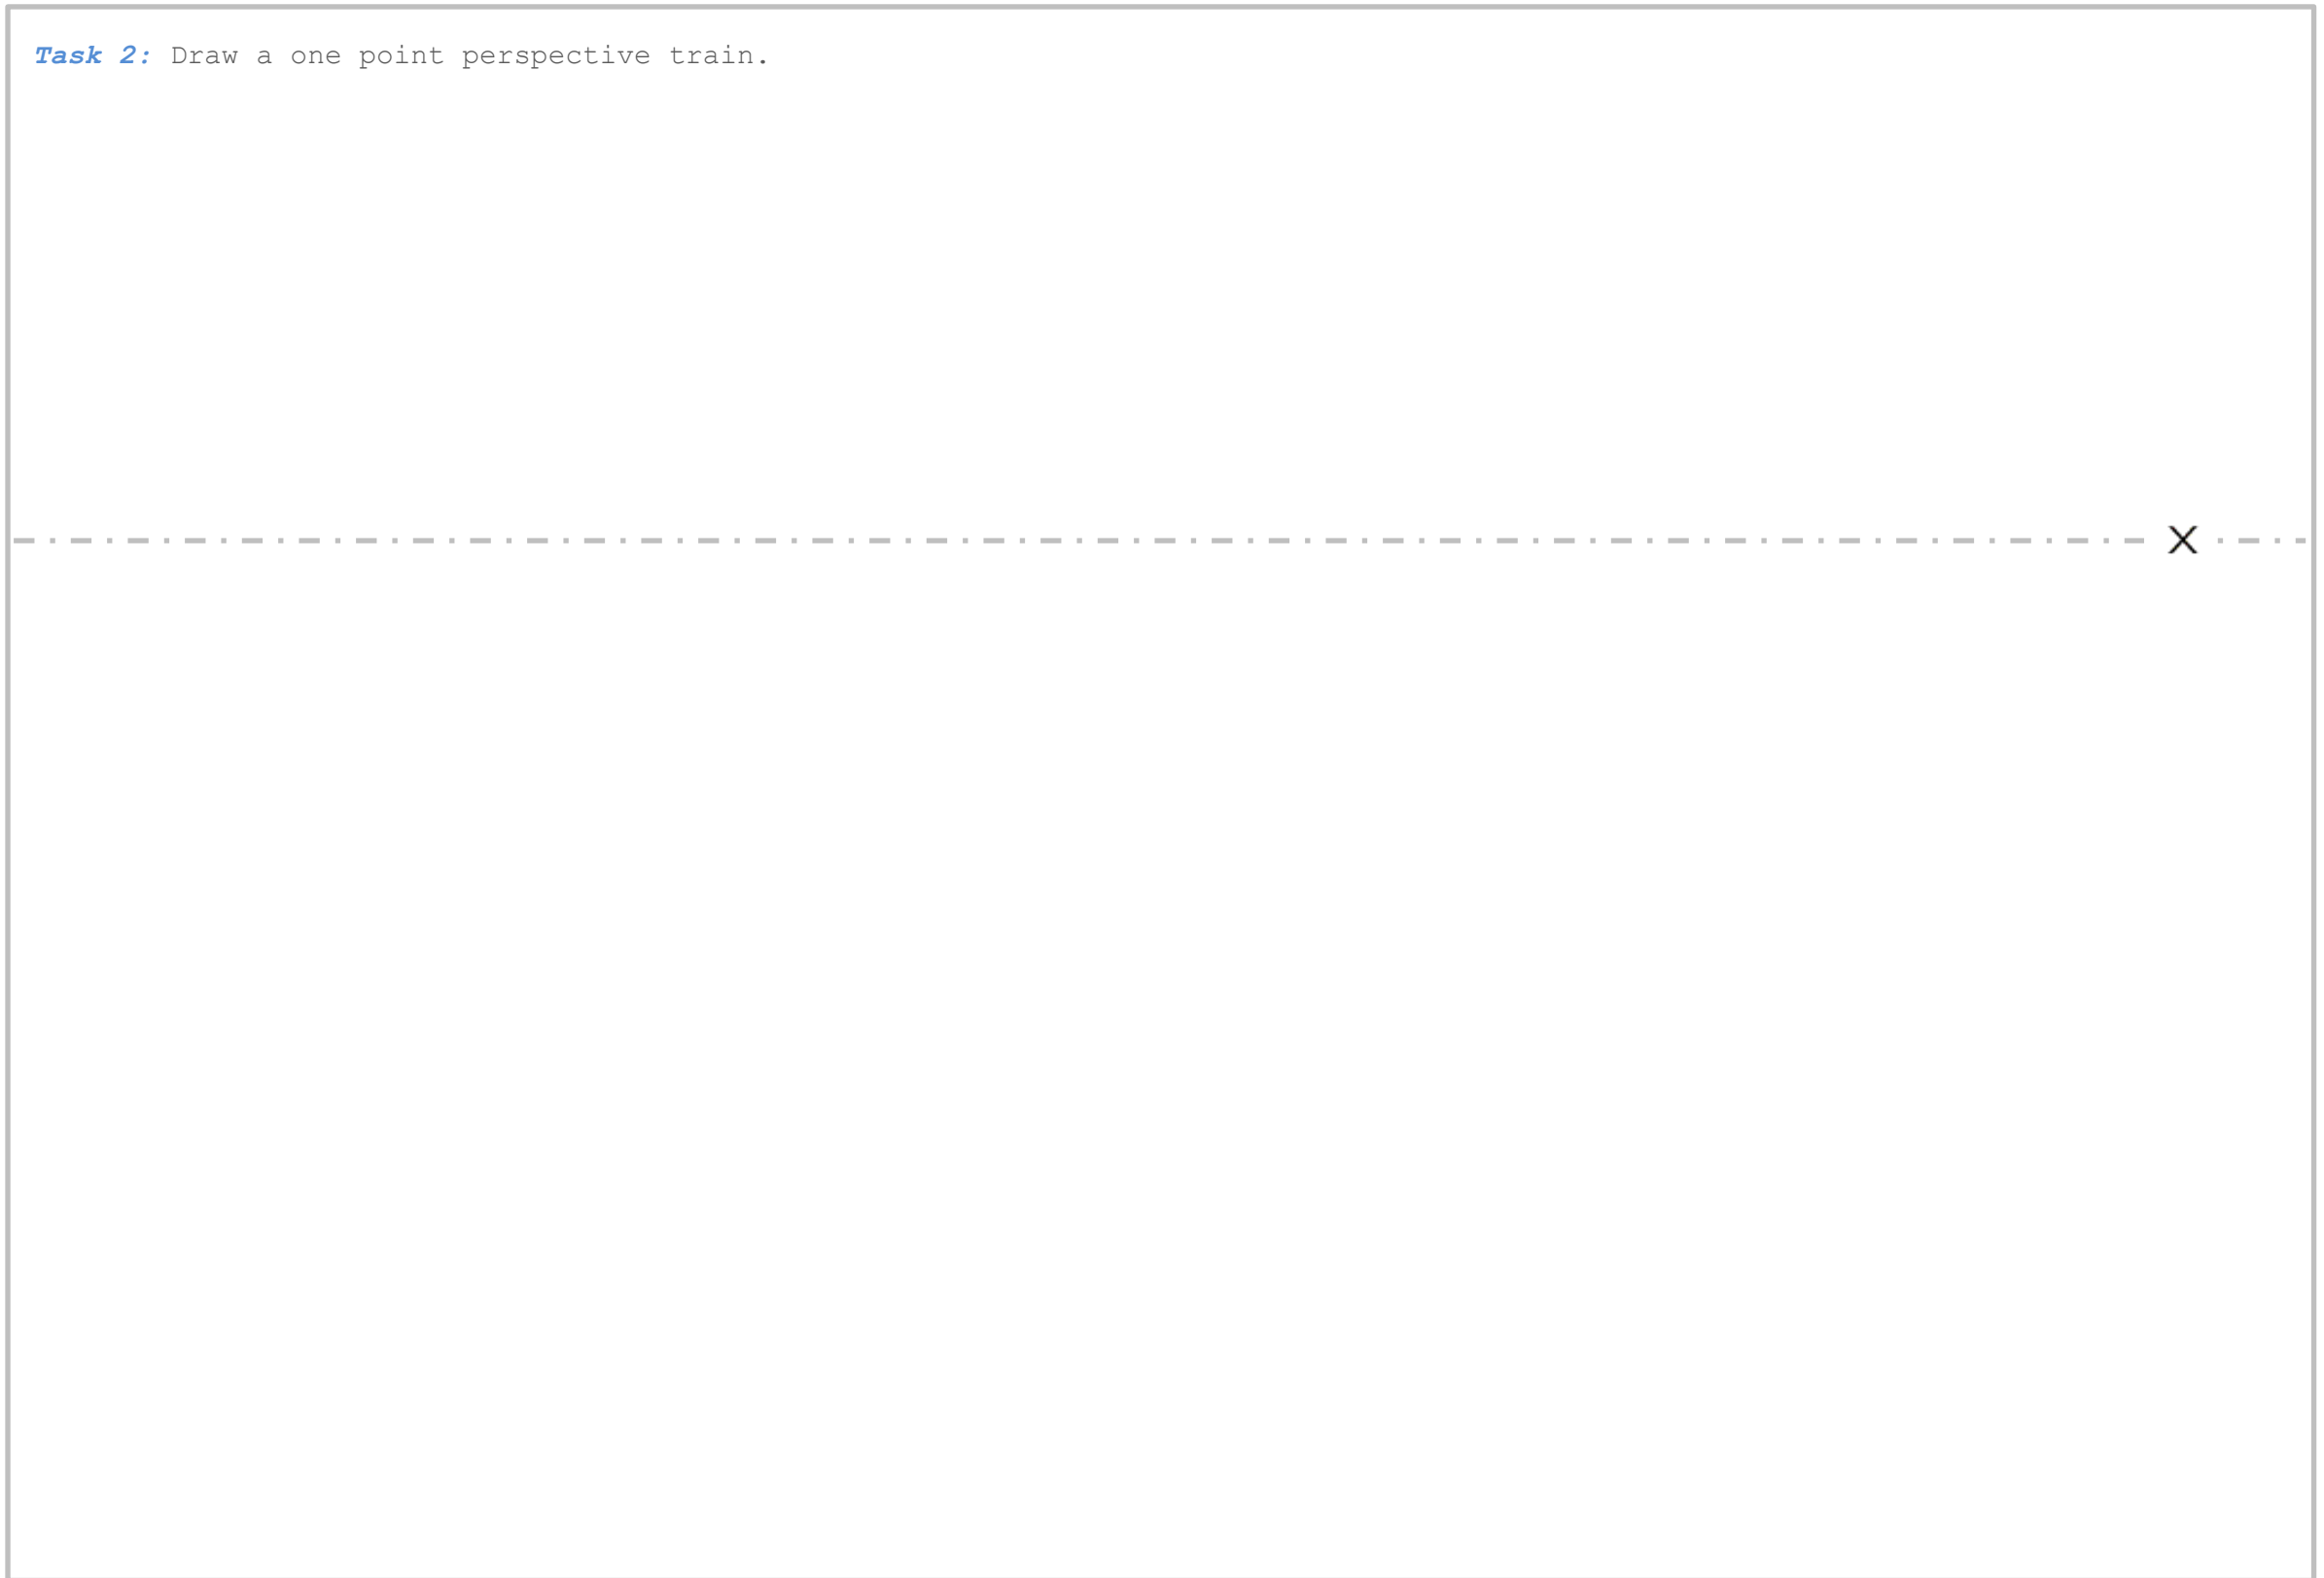 Task 2: Draw a one point perspective train.
X